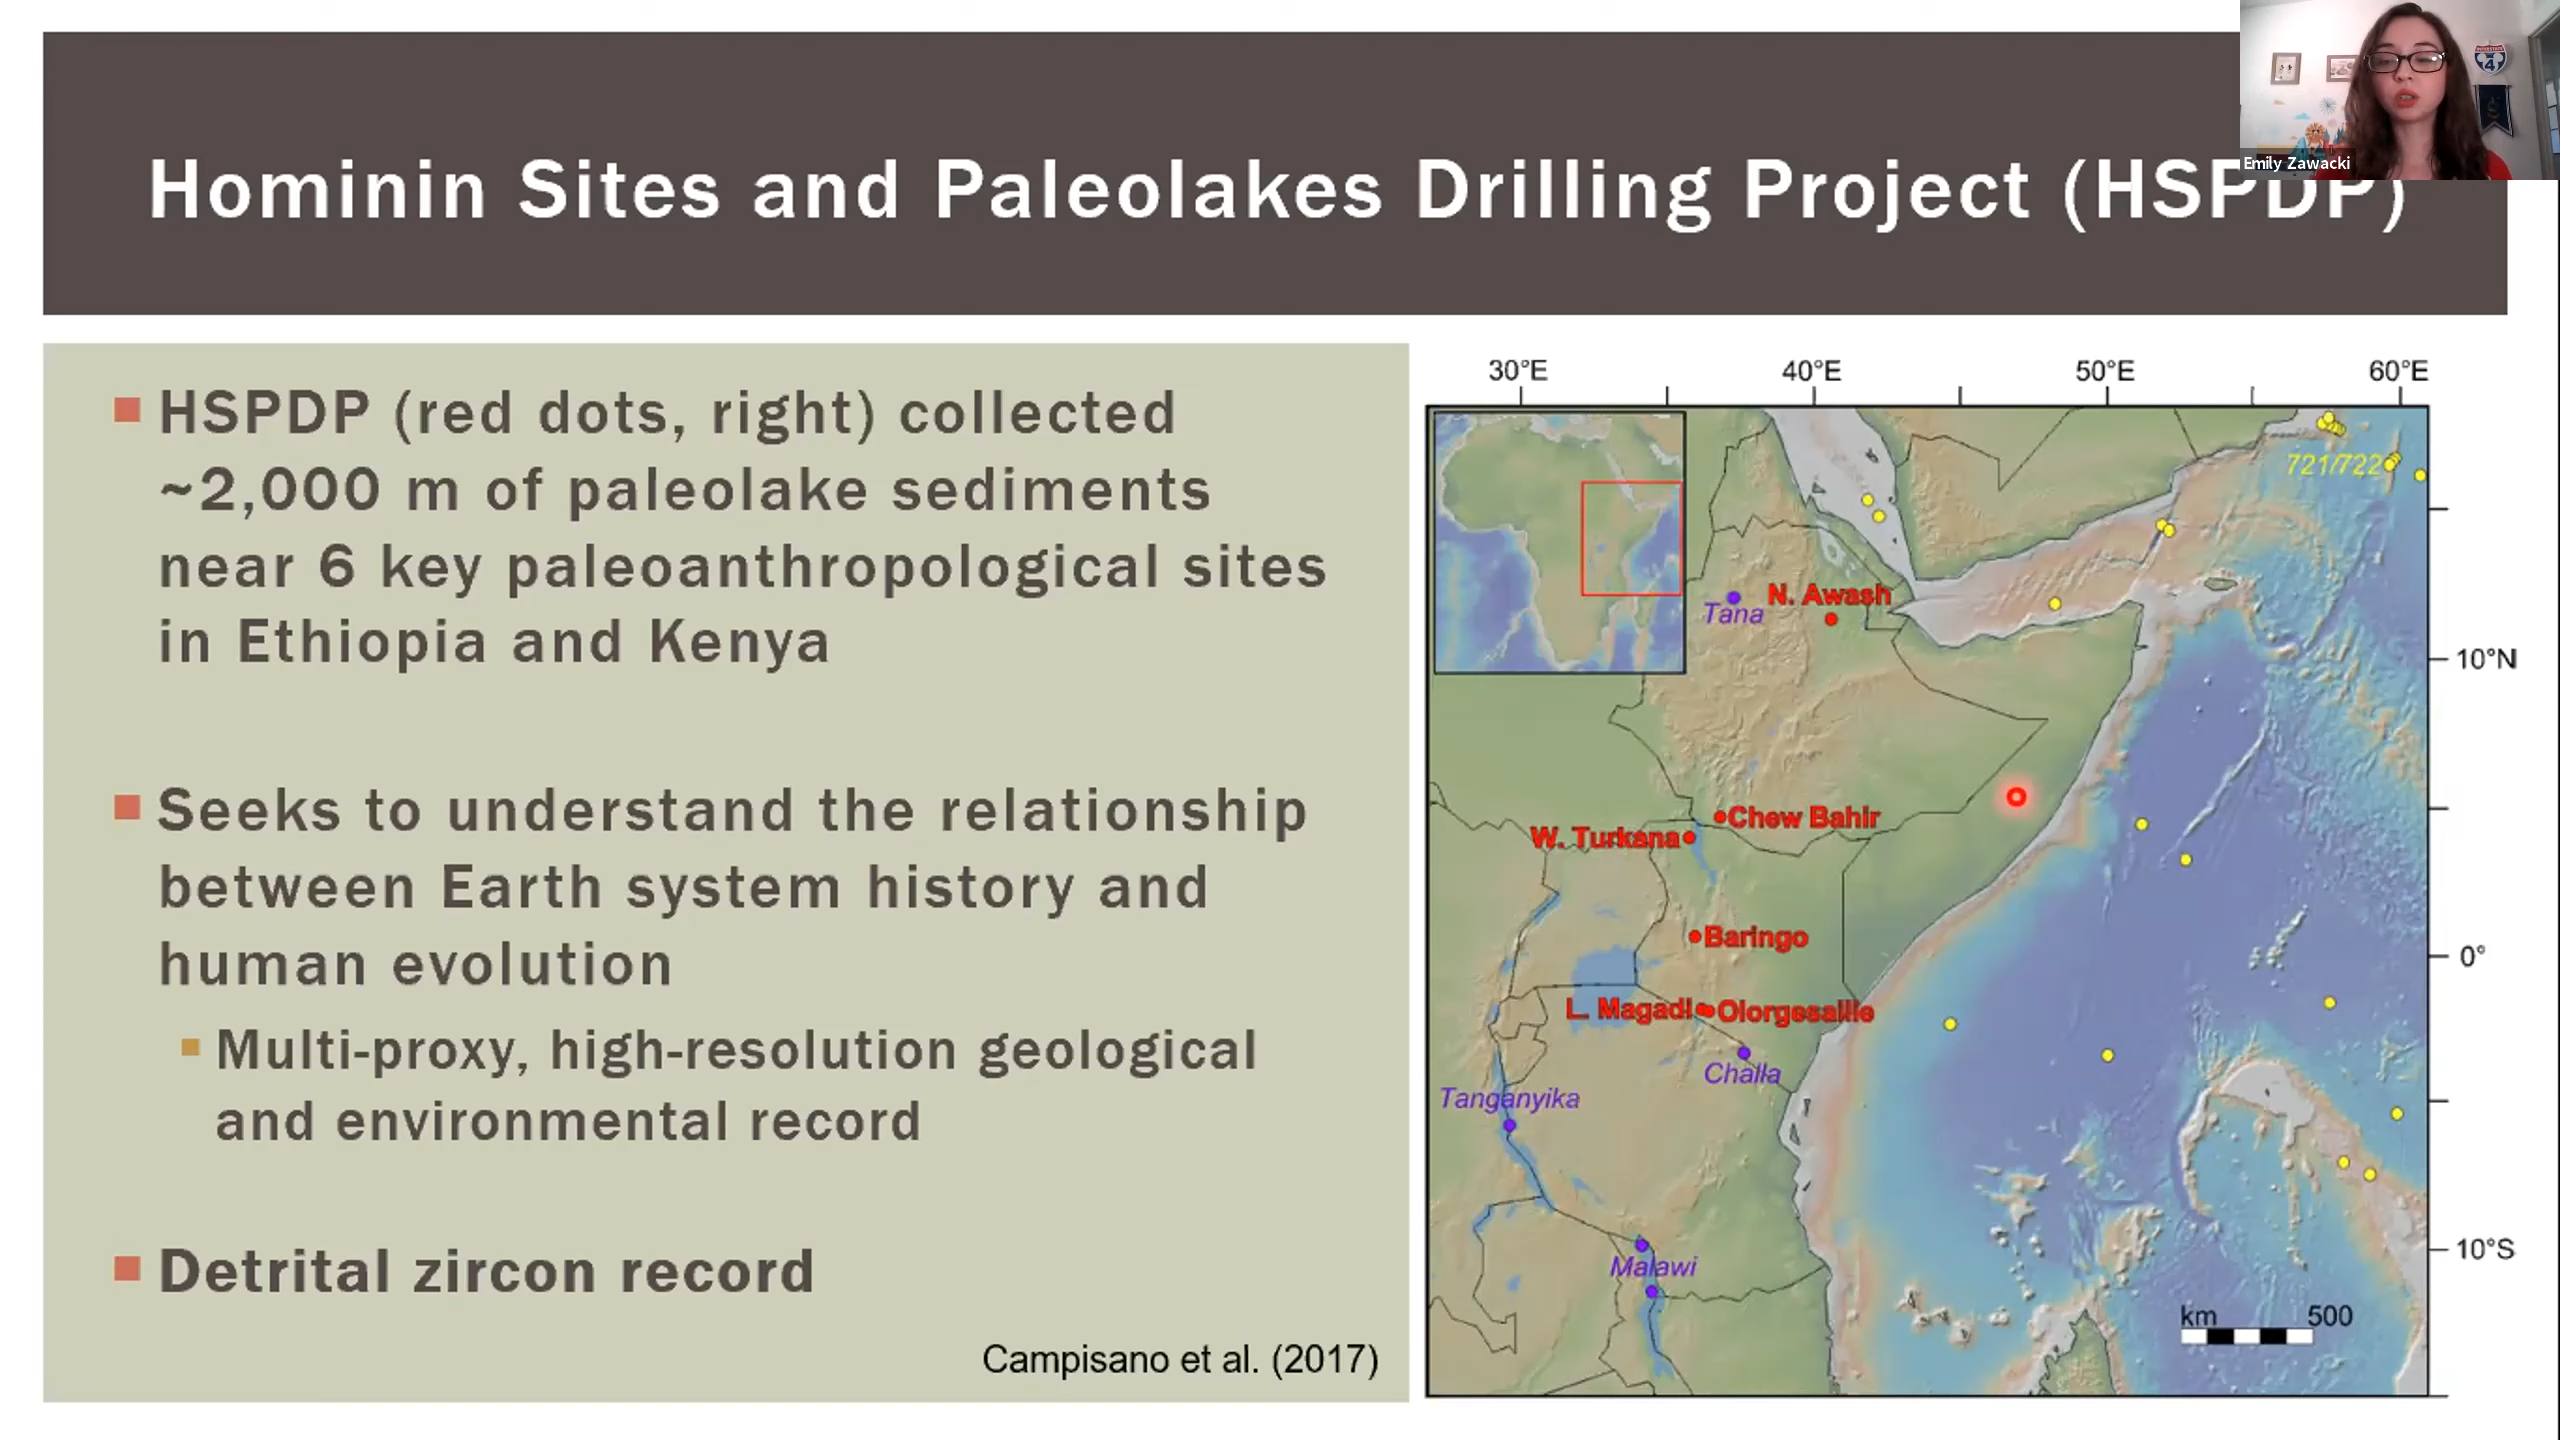 Emily Zawacki
Hominin Sites and Paleolakes Drilling Project (HSPDP)
HSPDP (red dots, right) collected
~2,000 m of paleolake sediments
near 6 key paleoanthropological sites
in Ethiopia and Kenya
Seeks to understand the relationship
between Earth system history and
human evolution
Multi-proxy, high-resolution geological
and environmental record
Detrital zircon record
Campisano et al. (2017)
30°E 40°E 50°E 60°E
721/722
N. Awash
Tana
10°N
Chew Bahir
W. Turkana
Baringo
0°
L. Magadi Olorgesailie
Challa
Tanganyika
10°S
Malawi
km 500